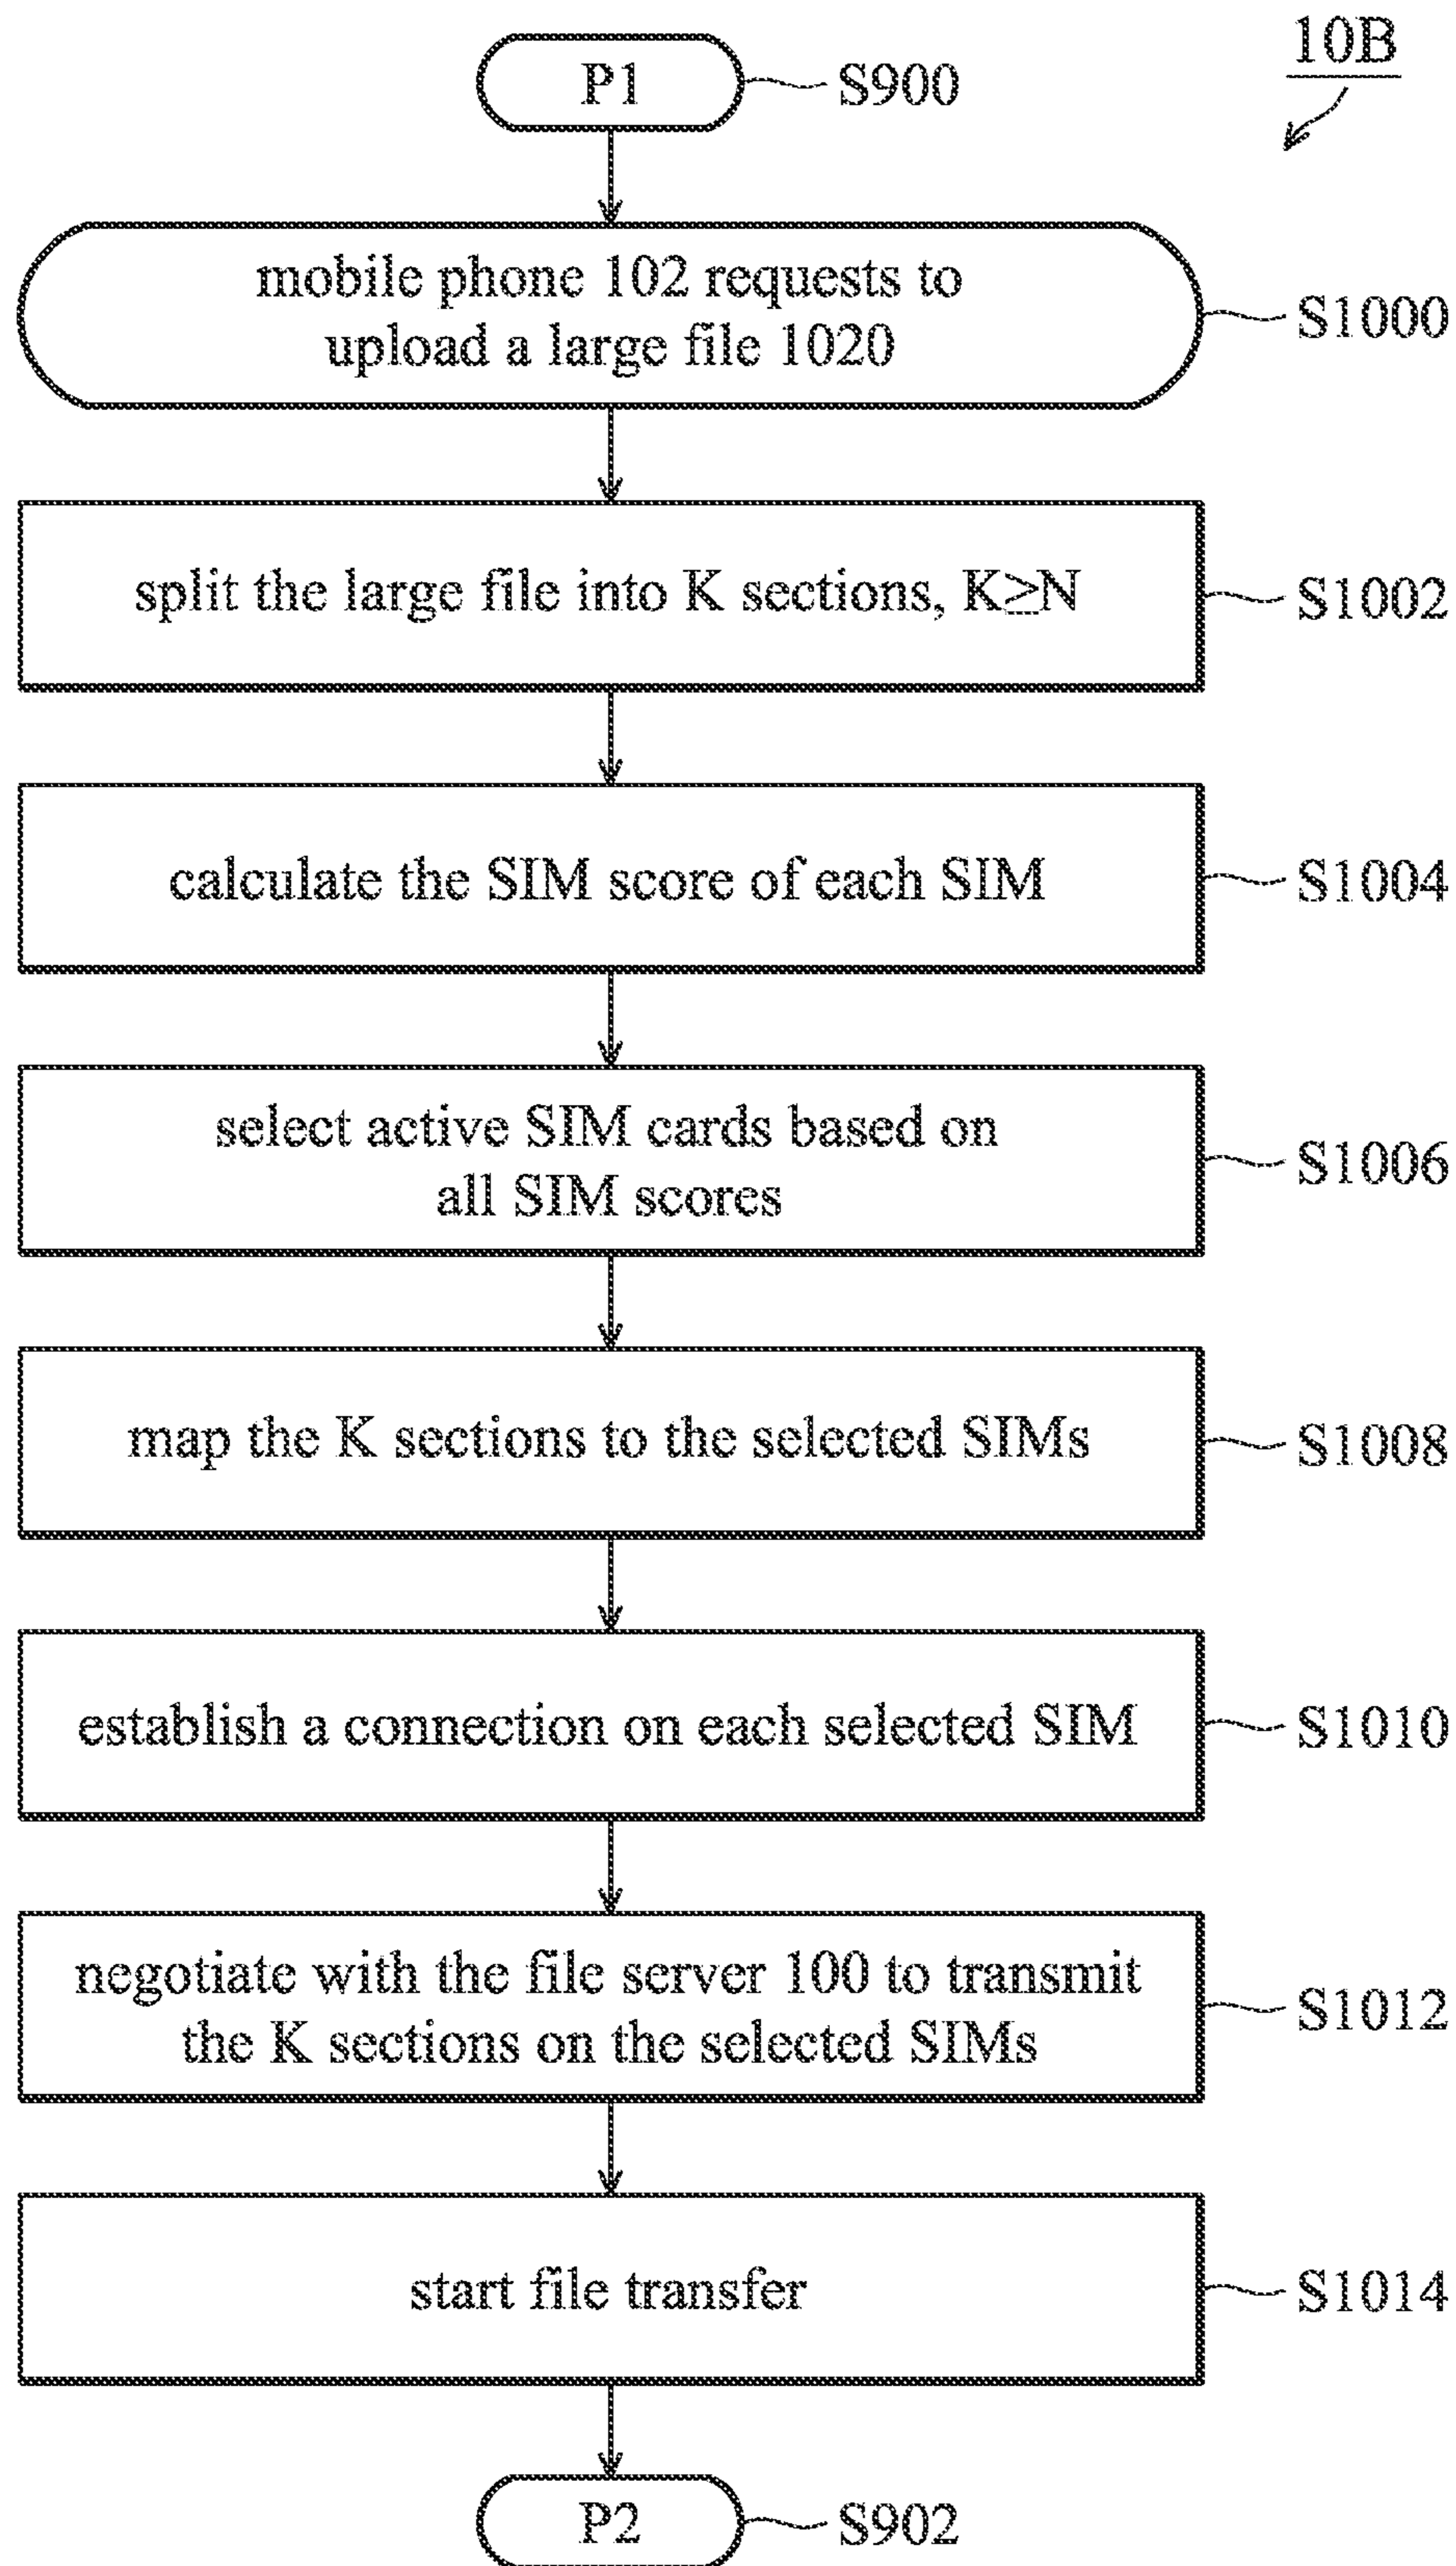 10B
P1
S900
mobile phone 102 requests to
upload a large file 1020
S1000
split the large file into K sections, K≥N
S1002
calculate the SIM score of each SIM
S1004
select active SIM cards based on
all SIM scores
S1006
map the K sections to the selected SIMs
S1008
establish a connection on each selected SIM
S1010
negotiate with the file server 100 to transmit
the K sections on the selected SIMs
S1012
start file transfer
S1014
P2
S902